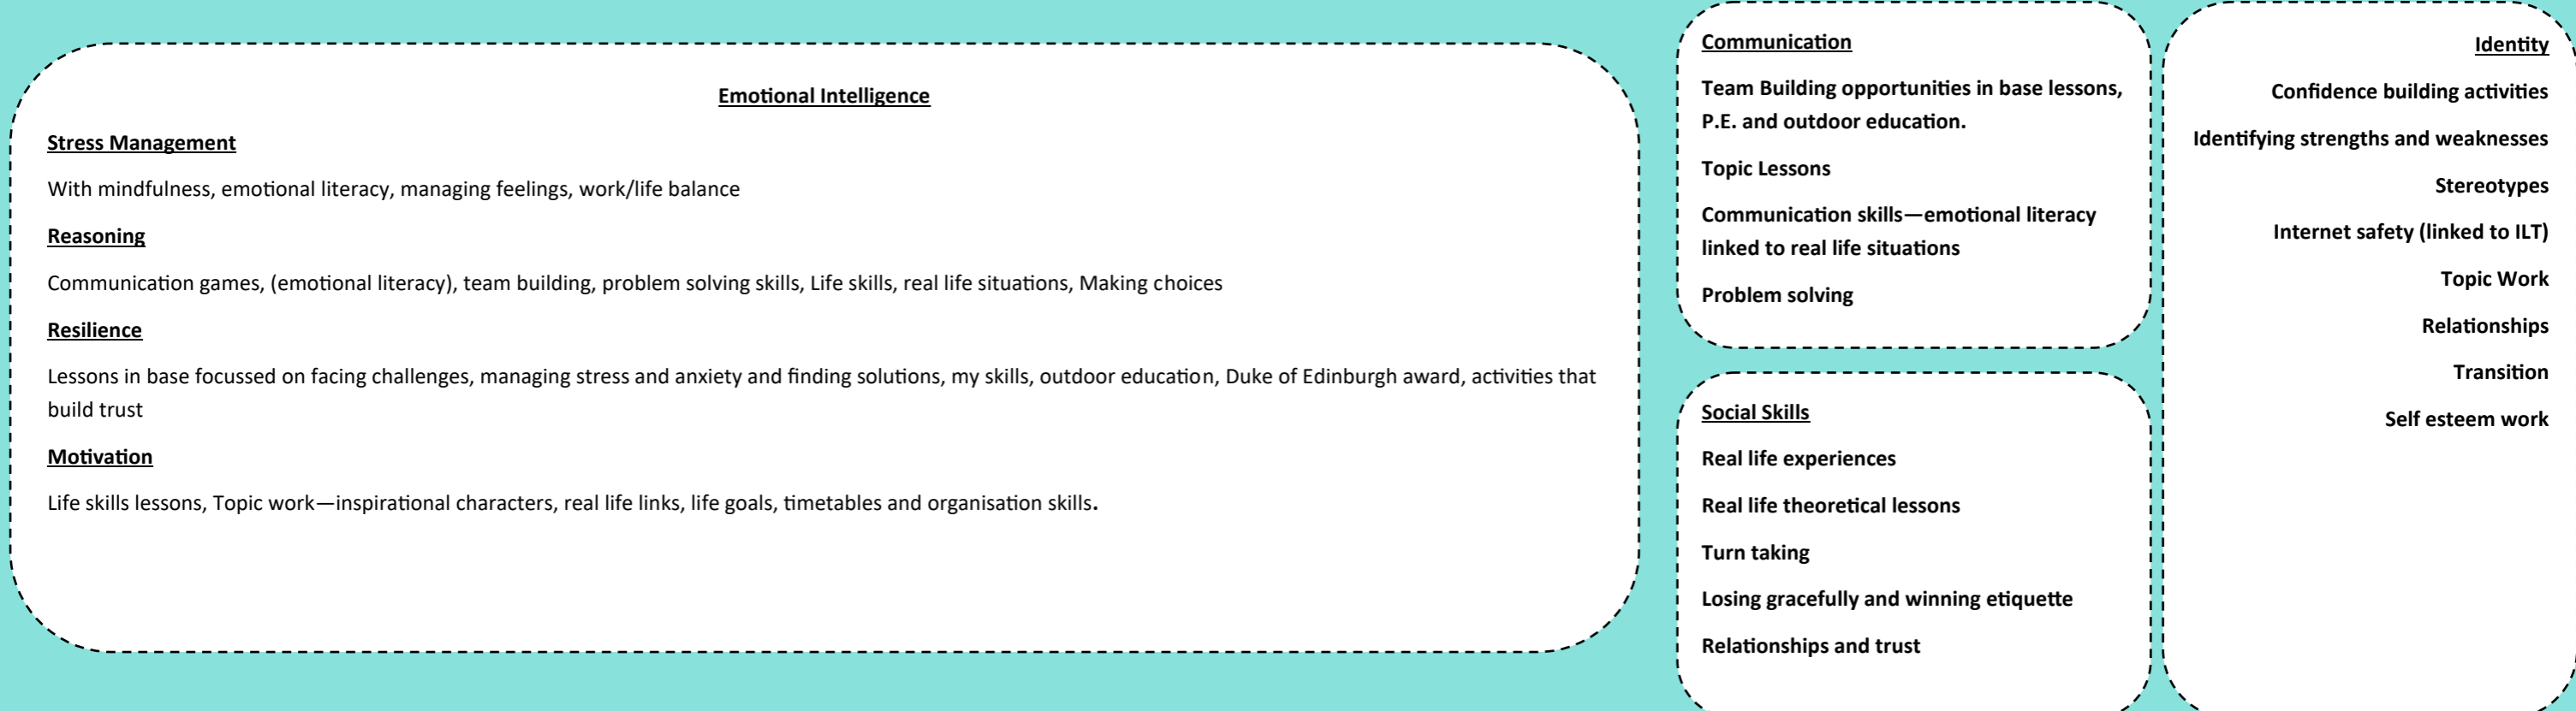 Emotional Intelligence
Stress Management
With mindfulness, emotional literacy, managing feelings, work/life balance
Reasoning
Communication games, (emotional literacy), team building, problem solving skills, Life skills, real life situations, Making choices
Resilience
Lessons in base focussed on facing challenges, managing stress and anxiety and finding solutions, my skills, outdoor education, Duke of Edinburgh award, activities that
build trust
Motivation
Life skills lessons, Topic work—inspirational characters, real life links, life goals, timetables and organisation skills.
Communication
Team Building opportunities in base lessons,
P.E. and outdoor education.
Topic Lessons
Communication skills—emotional literacy
linked to real life situations
Problem solving
Social Skills
Real life experiences
Real life theoretical lessons
Turn taking
Losing gracefully and winning etiquette
Relationships and trust
Identity
Confidence building activities
Identifying strengths and weaknesses
Stereotypes
Internet safety (linked to ILT)
Topic Work
Relationships
Transition
Self esteem work